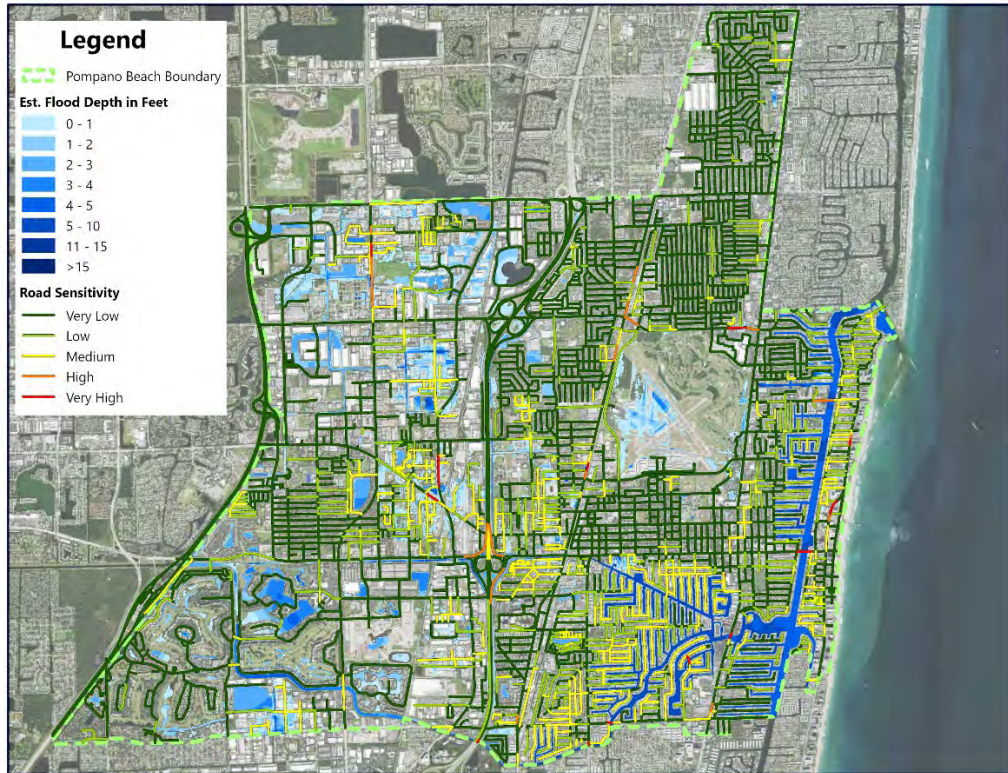 Legend
Pompano Beach Boundary
Est. Flood Depth in Feet
0 - 1
1 - 2
2 - 3
3 - 4
4 - 5
5 - 10
11 - 15
>15
Road Sensitivity
Very Low
Low
Medium
High
Very High